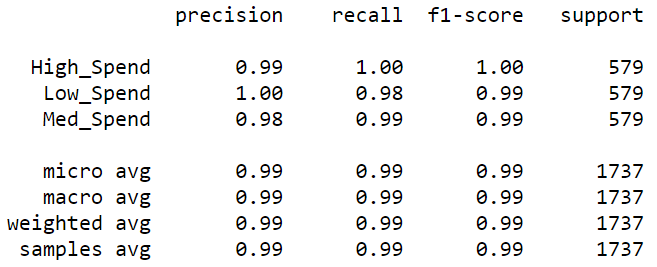 precision recall f1-score support
High_Spend 0.99 1.00 1.00 579
Low_Spend 1.00 0.98 0.99 579
Med_Spend 0.98 0.99 0.99 579
micro avg 0.99 0.99 0.99 1737
macro avg 0.99 0.99 0.99 1737
weighted avg 0.99 0.99 0.99 1737
samples avg 0.99 0.99 0.99 1737